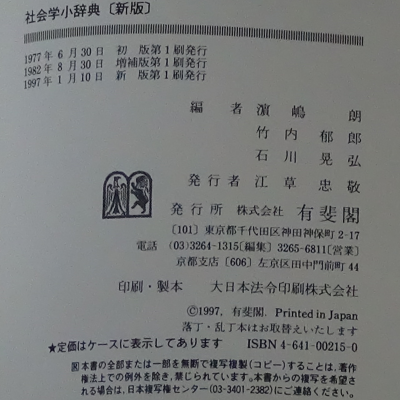 社会学小辞典〔新版〕
1977年6月30日 初 版第1刷発行
1982年8月30日 増補版第1刷発行
1997年1月10日 新 版第1刷発行
編 者 濱嶋 朗
竹内郁郎
石川晃弘
発行者 江草忠敬
発行所 株式会社 有斐閣
〔101〕東京都千代田区神田神保町2-17
電話 (03)3264-1315〔編集〕 3265-6811〔営業〕
京都支店〔606〕左京区田中門前町44
印刷・製本 大日本法令印刷株式会社
©1997, 有斐閣. Printed in Japan
落丁・乱丁本はお取替えいたします
★定価はケースに表示してあります ISBN4-641-00215-0
本書の全部または一部を無断で複写複製(コピー)することは,著作
権法上での例外を除き,禁じられています。本書からの複写を希望さ
れる場合は,日本複写権センター(03-3401-2382)にご連絡ください。